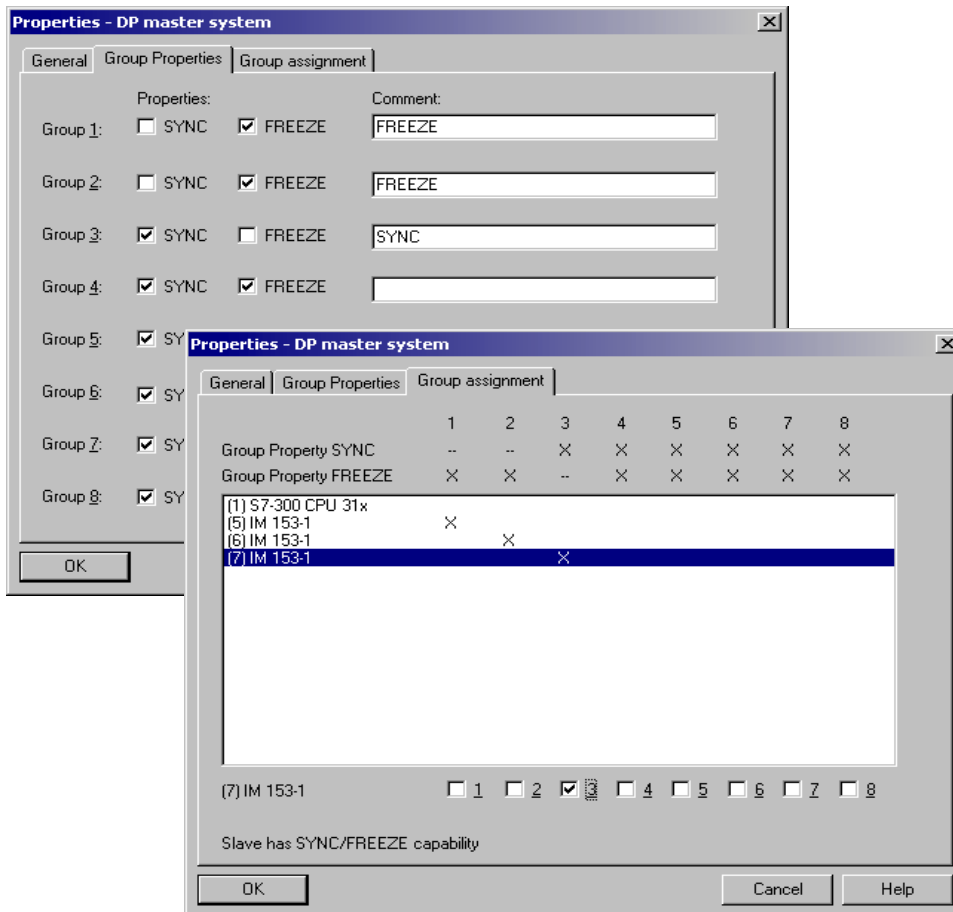 Properties - DP master system
General Group Properties Group assignment
Properties: Comment:
Group 1: SYNC FREEZE FREEZE
Group 2: SYNC FREEZE FREEZE
Group 3: SYNC FREEZE SYNC
Group 4: SYNC FREEZE
Group 5: SY
Group 6: SY
Group 7: SY
Group 8: SY
OK
Properties - DP master system
General Group Properties Group assignment
1 2 3 4 5 6 7 8
Group Property SYNC -- -- X X X X X X
Group Property FREEZE X X -- X X X X X
(1) S7-300 CPU 31x
(5) IM 153-1 X
(6) IM 153-1 X
(7) IM 153-1 X
(7) IM 153-1 1 2 3 4 5 6 7 8
Slave has SYNC/FREEZE capability
OK Cancel Help